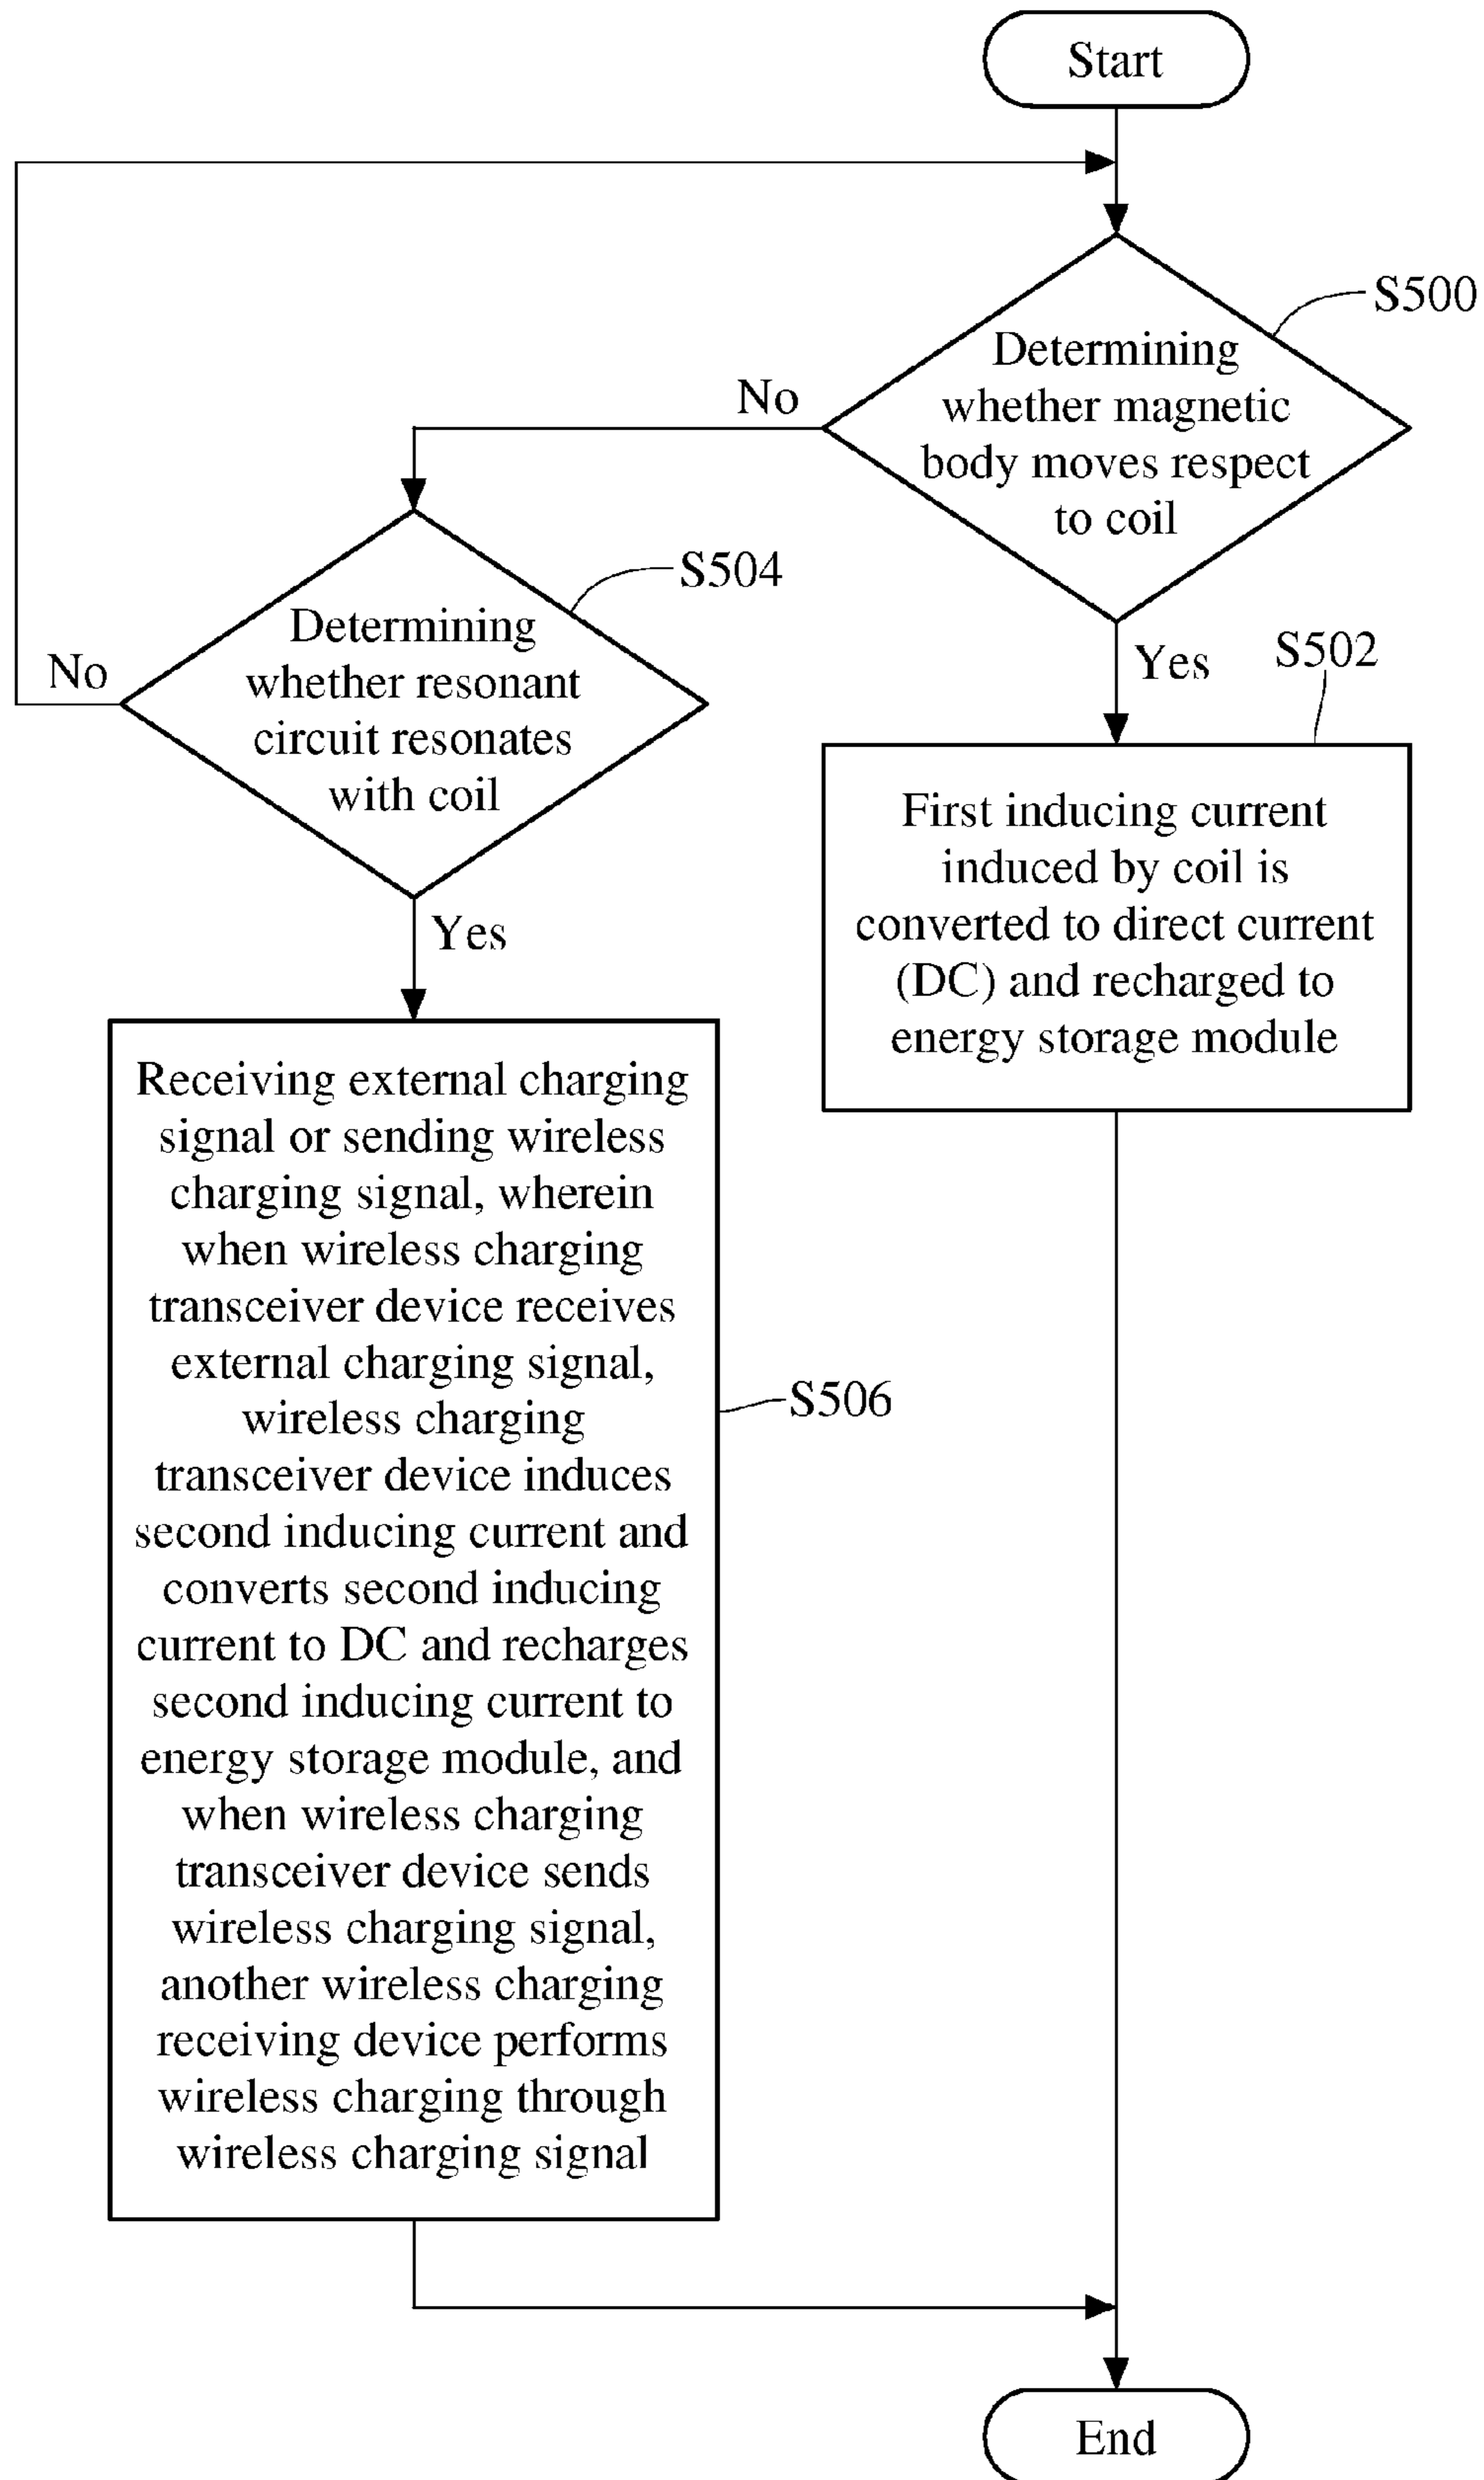 Start
S500
Determining
whether magnetic
body moves respect
to coil
No
Yes
S504
Determining
whether resonant
circuit resonates
with coil
No
Yes
S502
First inducing current
induced by coil is
converted to direct current
(DC) and recharged to
energy storage module
Receiving external charging
signal or sending wireless
charging signal, wherein
when wireless charging
transceiver device receives
external charging signal,
wireless charging
transceiver device induces
second inducing current and
converts second inducing
current to DC and recharges
second inducing current to
energy storage module, and
when wireless charging
transceiver device sends
wireless charging signal,
another wireless charging
receiving device performs
wireless charging through
wireless charging signal
S506
End